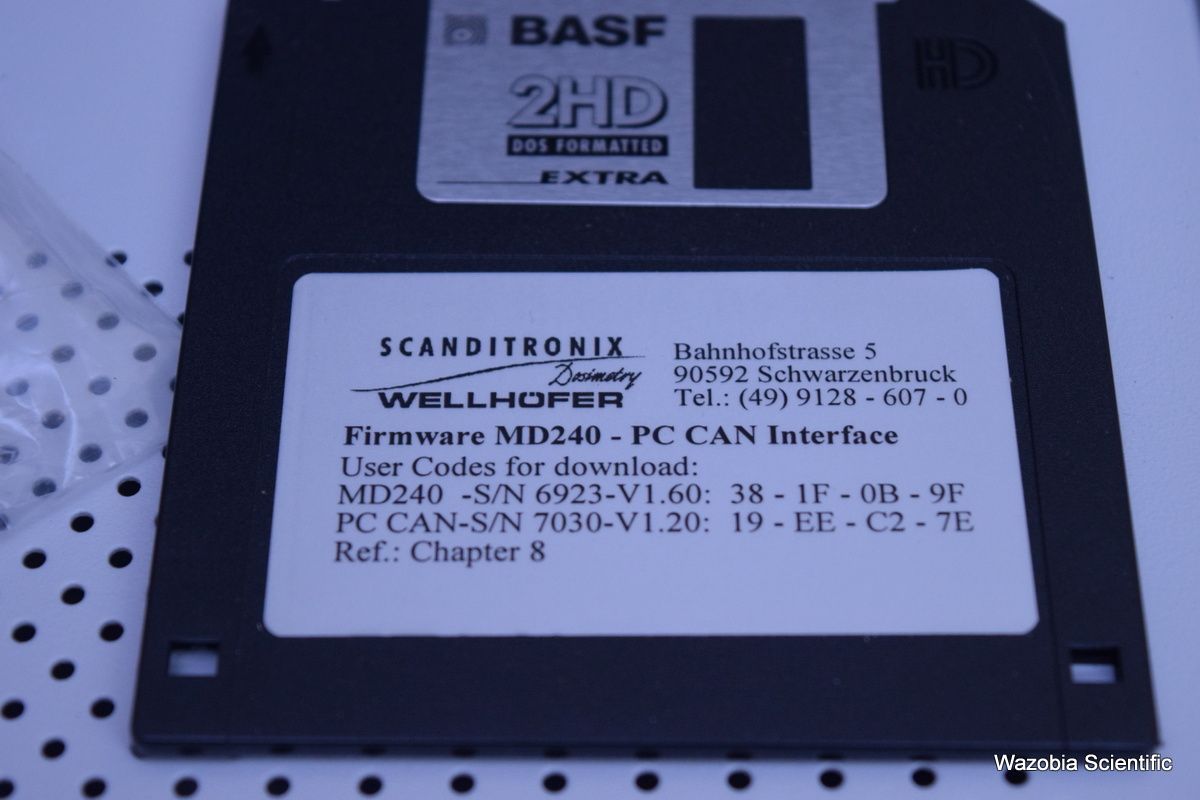 BASF
2HD
DOS FORMATTED
EXTRA
HD
SCANDITRONIX
Dosimetry
WELLHÖFER
Bahnhofstrasse 5
90592 Schwarzenbruck
Tel.: (49) 9128 - 607 - 0
Firmware MD240 - PC CAN Interface
User Codes for download:
MD240 -S/N 6923-V1.60: 38 - 1F - 0B - 9F
PC CAN-S/N 7030-V1.20: 19 - EE - C2 - 7E
Ref.: Chapter 8
Wazobia Scientific